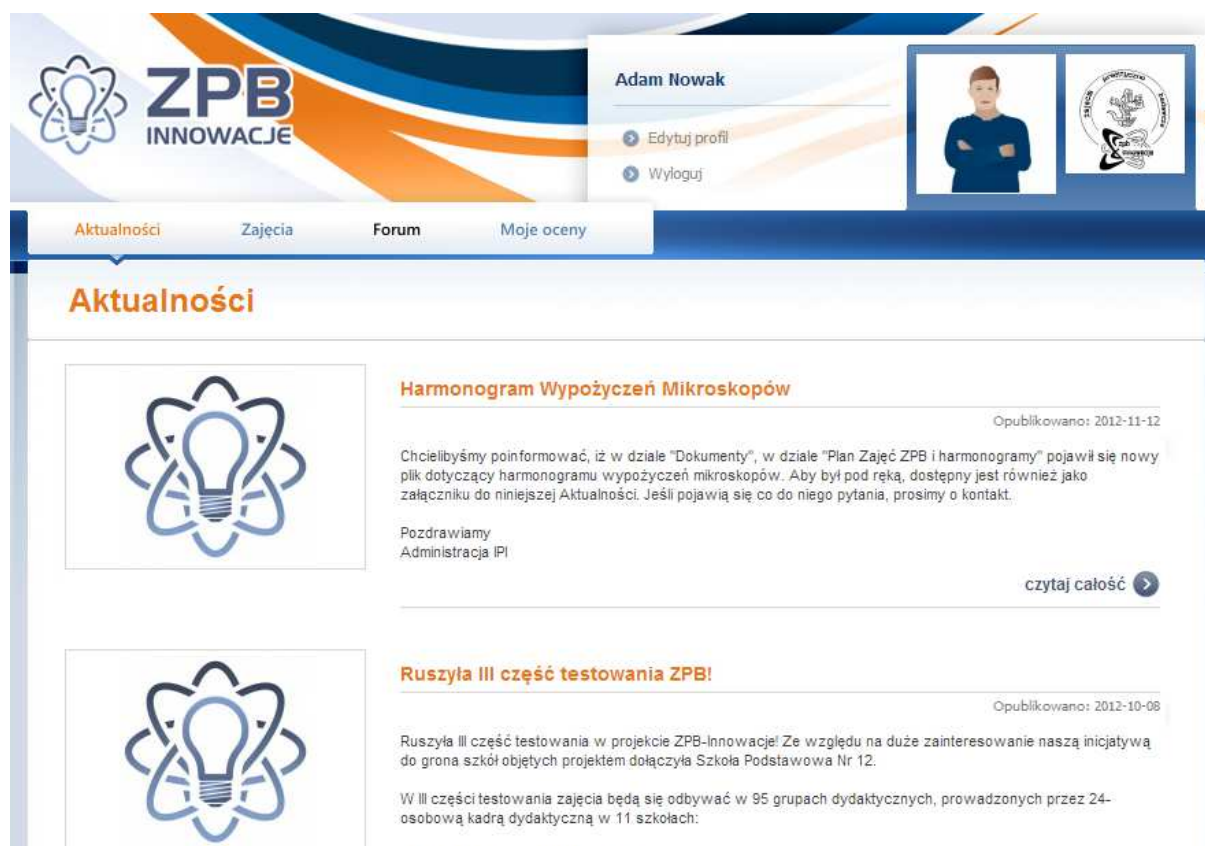 ZPB
INNOWACJE
Adam Nowak
Edytuj profil
Wyloguj
zpb
innowacje
Aktualności
Zajęcia
Forum
Moje oceny
Aktualności
Harmonogram Wypożyczeń Mikroskopów
Opublikowano: 2012-11-12
Chcielibyśmy poinformować, iż w dziale "Dokumenty", w dziale "Plan Zajęć ZPB i harmonogramy" pojawił się nowy
plik dotyczący harmonogramu wypożyczeń mikroskopów. Aby był pod ręką, dostępny jest również jako
załączniku do niniejszej Aktualności. Jeśli pojawią się co do niego pytania, prosimy o kontakt.
Pozdrawiamy
Administracja IPI
czytaj całość
Ruszyła III część testowania ZPB!
Opublikowano: 2012-10-08
Ruszyła III część testowania w projekcie ZPB-Innowacje! Ze względu na duże zainteresowanie naszą inicjatywą
do grona szkół objętych projektem dołączyła Szkoła Podstawowa Nr 12.
W III części testowania zajęcia będą się odbywać w 95 grupach dydaktycznych, prowadzonych przez 24-
osobową kadrą dydaktyczną w 11 szkołach: